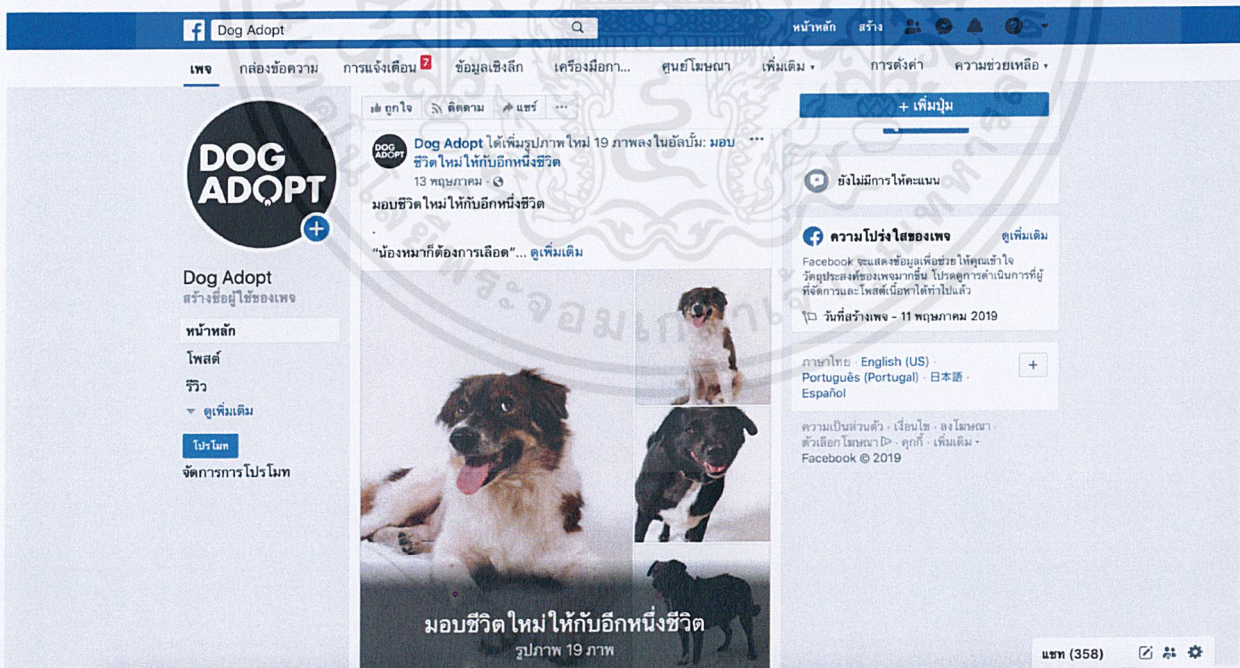 Dog Adopt
หน้าหลัก สร้าง
เพจ กล่องข้อความ การแจ้งเตือน 7 ข้อมูลเชิงลึก เครื่องมือกา... ศูนย์โฆษณา เพิ่มเติม การตั้งค่า ความช่วยเหลือ
DOG
ADOPT
Dog Adopt
สร้างชื่อผู้ใช้ของเพจ
หน้าหลัก
โพสต์
รีวิว
ดูเพิ่มเติม
โปรโมท
จัดการการโปรโมท
ถูกใจ ติดตาม แชร์ ...
DOG
ADOPT
Dog Adopt ได้เพิ่มรูปภาพใหม่ 19 ภาพลงในอัลบั้ม: มอบ
ชีวิตใหม่ให้กับอีกหนึ่งชีวิต
13 พฤษภาคม ·
มอบชีวิตใหม่ให้กับอีกหนึ่งชีวิต
.
“น้องหมาก็ต้องการเลือด”... ดูเพิ่มเติม
มอบชีวิตใหม่ให้กับอีกหนึ่งชีวิต
รูปภาพ 19 ภาพ
+ เพิ่มปุ่ม
ยังไม่มีการให้คะแนน
ความโปร่งใสของเพจ ดูเพิ่มเติม
Facebook จะแสดงข้อมูลเพื่อช่วยให้คุณเข้าใจ
วัตถุประสงค์ของเพจมากขึ้น โปรดดูการดำเนินการที่ผู้
ที่จัดการและโพสต์เนื้อหาได้ทำไปแล้ว
วันที่สร้างเพจ - 11 พฤษภาคม 2019
ภาษาไทย · English (US) ·
Português (Portugal) · 日本語 ·
Español
ความเป็นส่วนตัว · เงื่อนไข · ลงโฆษณา ·
ตัวเลือกโฆษณา · คุกกี้ · เพิ่มเติม
Facebook © 2019
แชท (358)
พระจอมเกล้าเจ้า